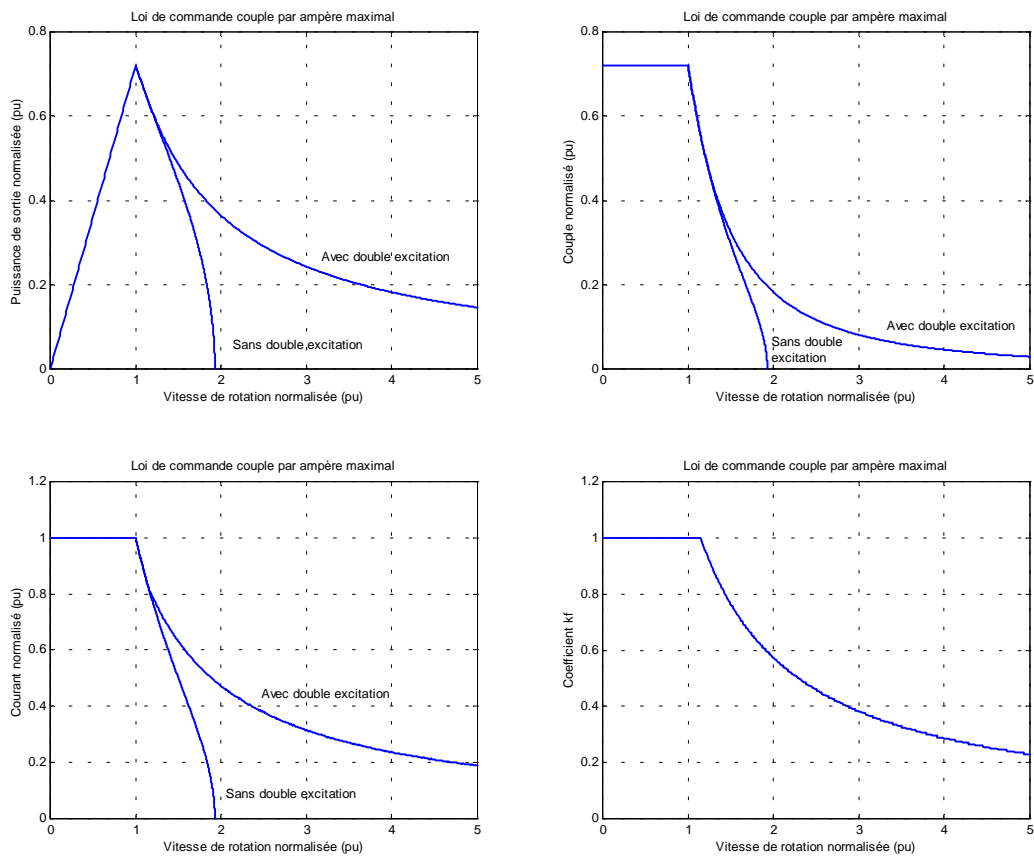 Loi de commande couple par ampère maximal
0.8
0.6
0.4
0.2
0
Puissance de sortie normalisée (pu)
Avec double excitation
Sans double excitation
0 1 2 3 4 5
Vitesse de rotation normalisée (pu)
Loi de commande couple par ampère maximal
0.8
0.6
0.4
0.2
0
Couple normalisé (pu)
Avec double excitation
Sans double
excitation
0 1 2 3 4 5
Vitesse de rotation normalisée (pu)
Loi de commande couple par ampère maximal
1.2
1
0.8
0.6
0.4
0.2
0
Courant normalisé (pu)
Avec double excitation
Sans double excitation
0 1 2 3 4 5
Vitesse de rotation normalisée (pu)
Loi de commande couple par ampère maximal
1.2
1
0.8
0.6
0.4
0.2
0
Coefficient kf
0 1 2 3 4 5
Vitesse de rotation normalisée (pu)